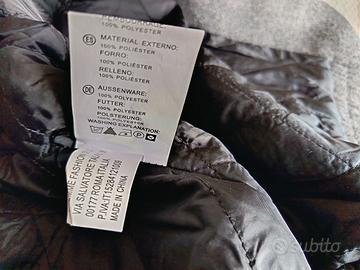 100% POLYESTER
ES MATERIAL EXTERNO:
100% POLIÉSTER
FORRO:
100% POLIÉSTER
RELLENO:
100% POLIÉSTER
DE AUSSENWARE:
100% POLYESTER
FUTTER:
100% POLYESTER
POLSTERUNG:
100% POLYESTER
WASHING EXPLANATION:
FASHION
VIA SALVATORE
00177 ROMA ITALIA
MADE IN CHINA
subito